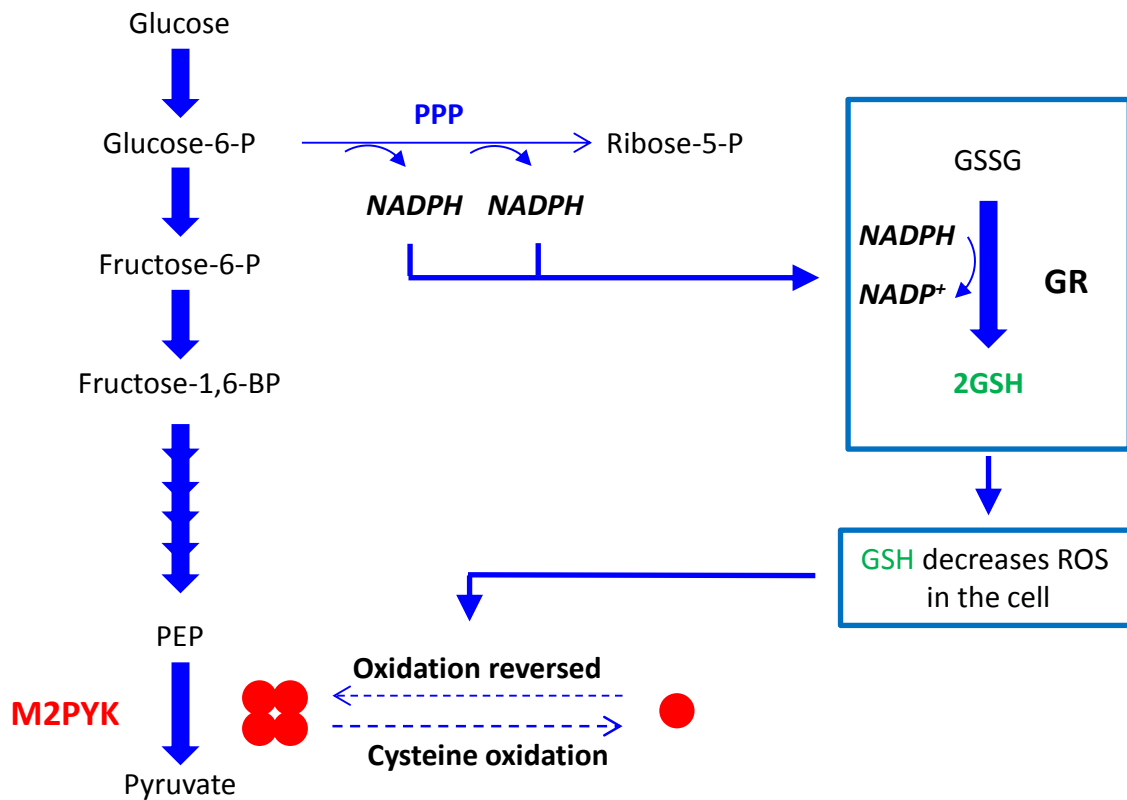 Glucose
PPP
Glucose-6-P
Ribose-5-P
NADPH NADPH
Fructose-6-P
Fructose-1,6-BP
GSSG
NADPH
NADP+
GR
2GSH
GSH decreases ROS
in the cell
PEP
M2PYK
Oxidation reversed
Cysteine oxidation
Pyruvate